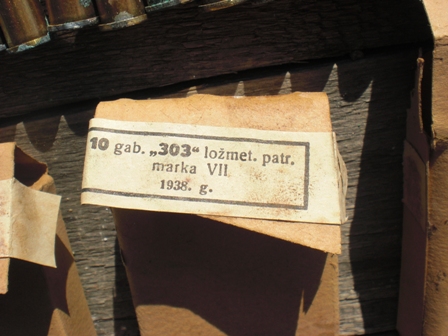 10 gab. „303“ ložmet. patr.
marka VII
1938. g.